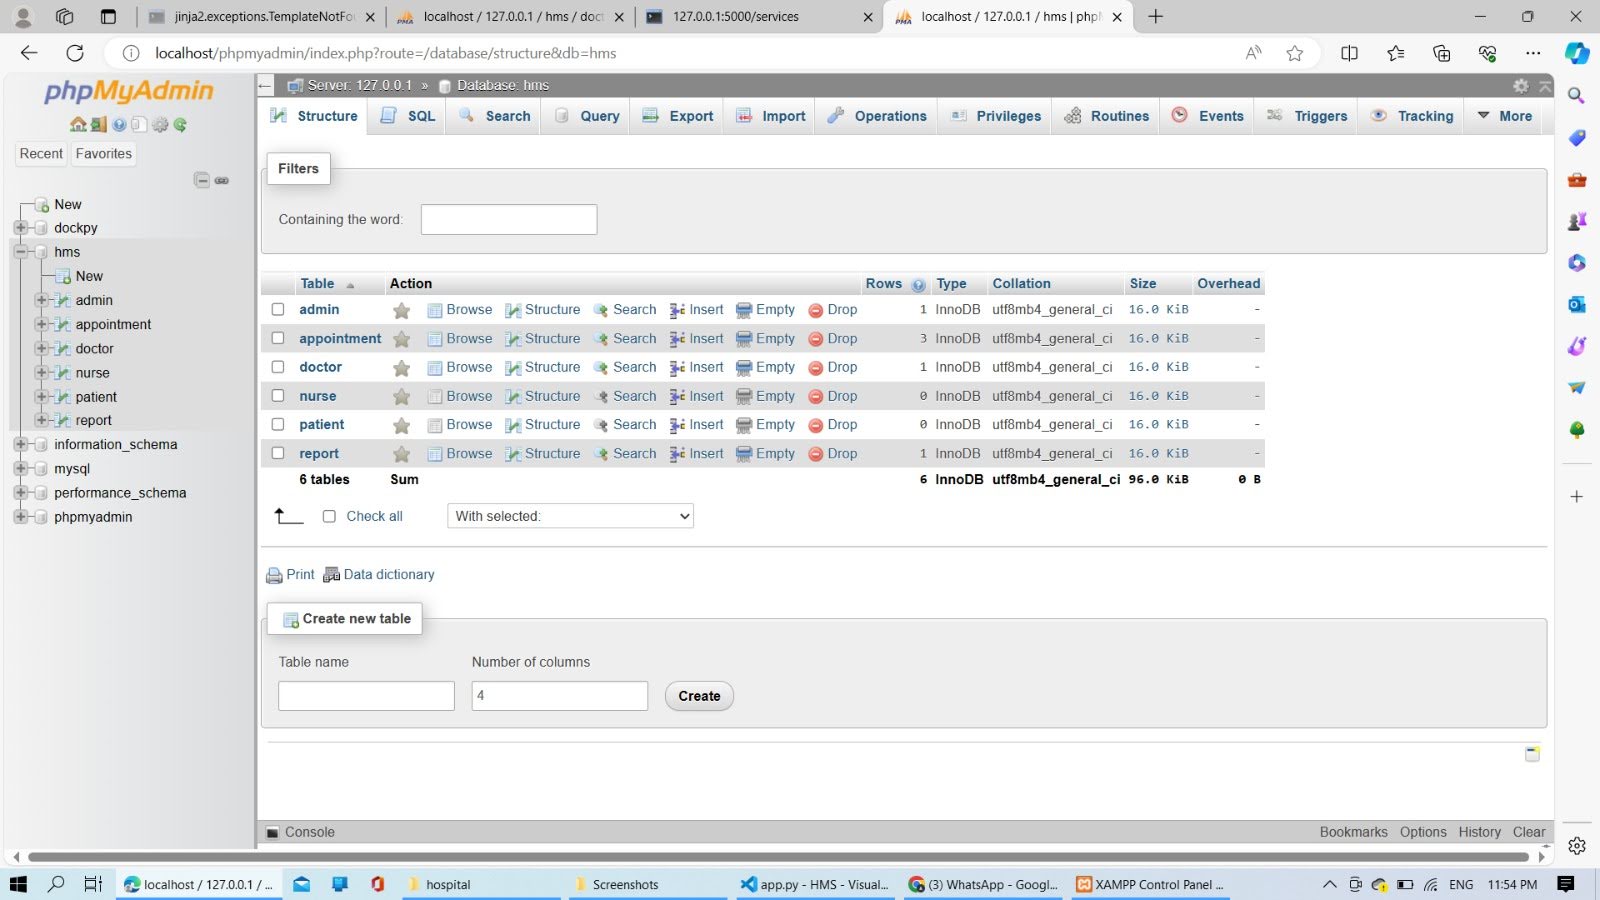 jinja2.exceptions.TemplateNotFou
localhost / 127.0.0.1 / hms / doct
127.0.0.1:5000/services
localhost / 127.0.0.1 / hms | phpM
localhost/phpmyadmin/index.php?route=/database/structure&db=hms
phpMyAdmin
Recent Favorites
New
dockpy
hms
New
admin
appointment
doctor
nurse
patient
report
information_schema
mysql
performance_schema
phpmyadmin
Server: 127.0.0.1 » Database: hms
Structure SQL Search Query Export Import Operations Privileges Routines Events Triggers Tracking More
Filters
Containing the word:
Table Action Rows Type Collation Size Overhead
admin Browse Structure Search Insert Empty Drop 1 InnoDB utf8mb4_general_ci 16.0 KiB -
appointment Browse Structure Search Insert Empty Drop 3 InnoDB utf8mb4_general_ci 16.0 KiB -
doctor Browse Structure Search Insert Empty Drop 1 InnoDB utf8mb4_general_ci 16.0 KiB -
nurse Browse Structure Search Insert Empty Drop 0 InnoDB utf8mb4_general_ci 16.0 KiB -
patient Browse Structure Search Insert Empty Drop 0 InnoDB utf8mb4_general_ci 16.0 KiB -
report Browse Structure Search Insert Empty Drop 1 InnoDB utf8mb4_general_ci 16.0 KiB -
6 tables Sum 6 InnoDB utf8mb4_general_ci 96.0 KiB 0 B
Check all With selected:
Print Data dictionary
Create new table
Table name Number of columns
4 Create
Console Bookmarks Options History Clear
localhost / 127.0.0.1 / ... hospital Screenshots app.py - HMS - Visual... (3) WhatsApp - Googl... XAMPP Control Panel ... ENG 11:54 PM